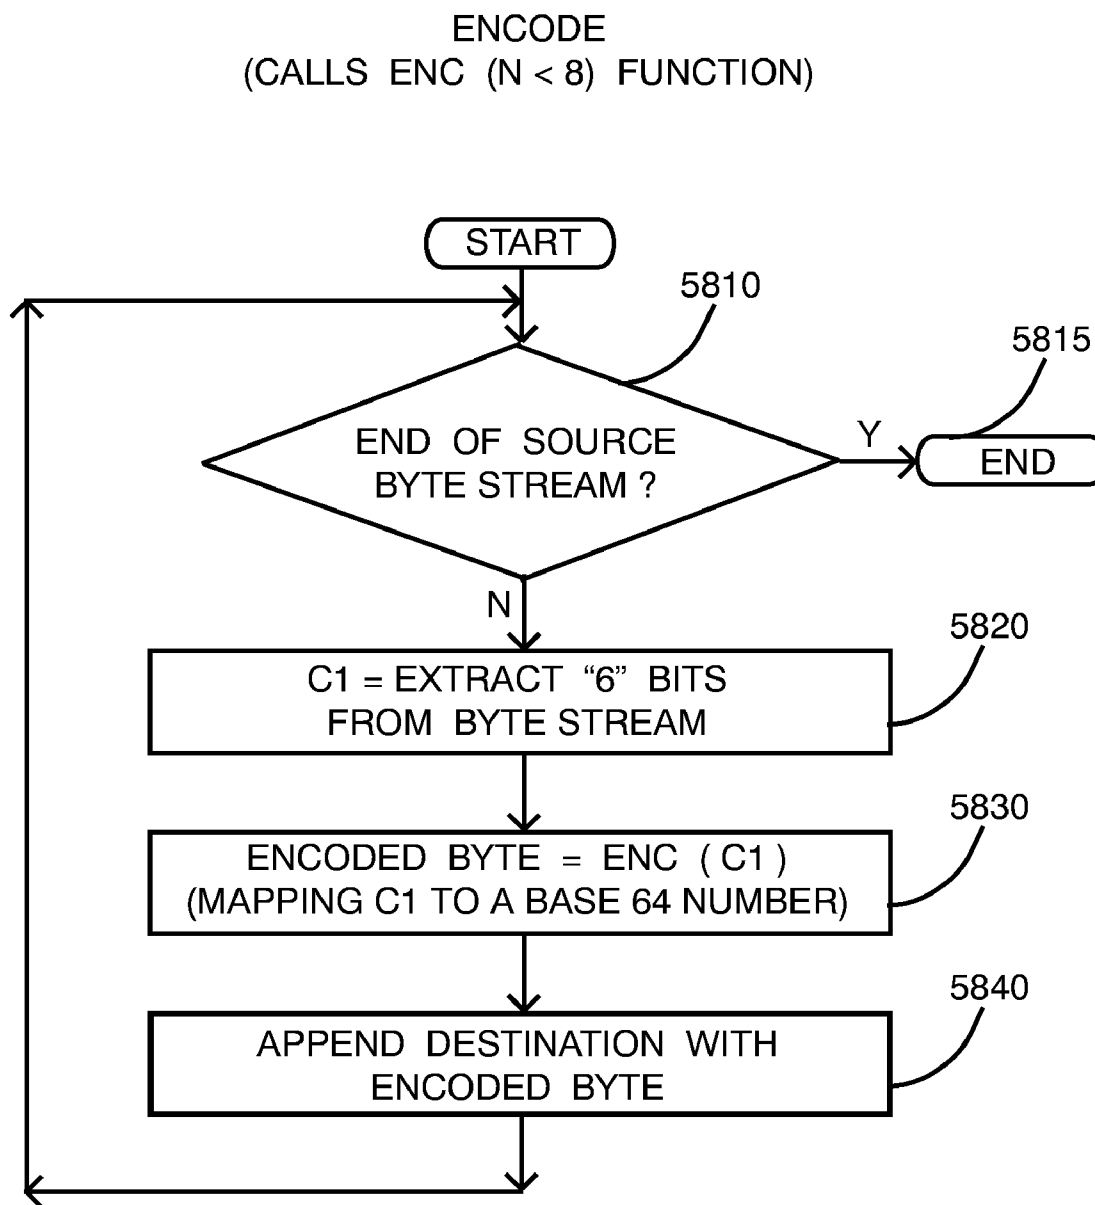 ENCODE
(CALLS ENC (N < 8) FUNCTION)
START
5810
5815
END OF SOURCE
BYTE STREAM ?
Y
END
N
5820
C1 = EXTRACT “6” BITS
FROM BYTE STREAM
5830
ENCODED BYTE = ENC ( C1 )
(MAPPING C1 TO A BASE 64 NUMBER)
5840
APPEND DESTINATION WITH
ENCODED BYTE